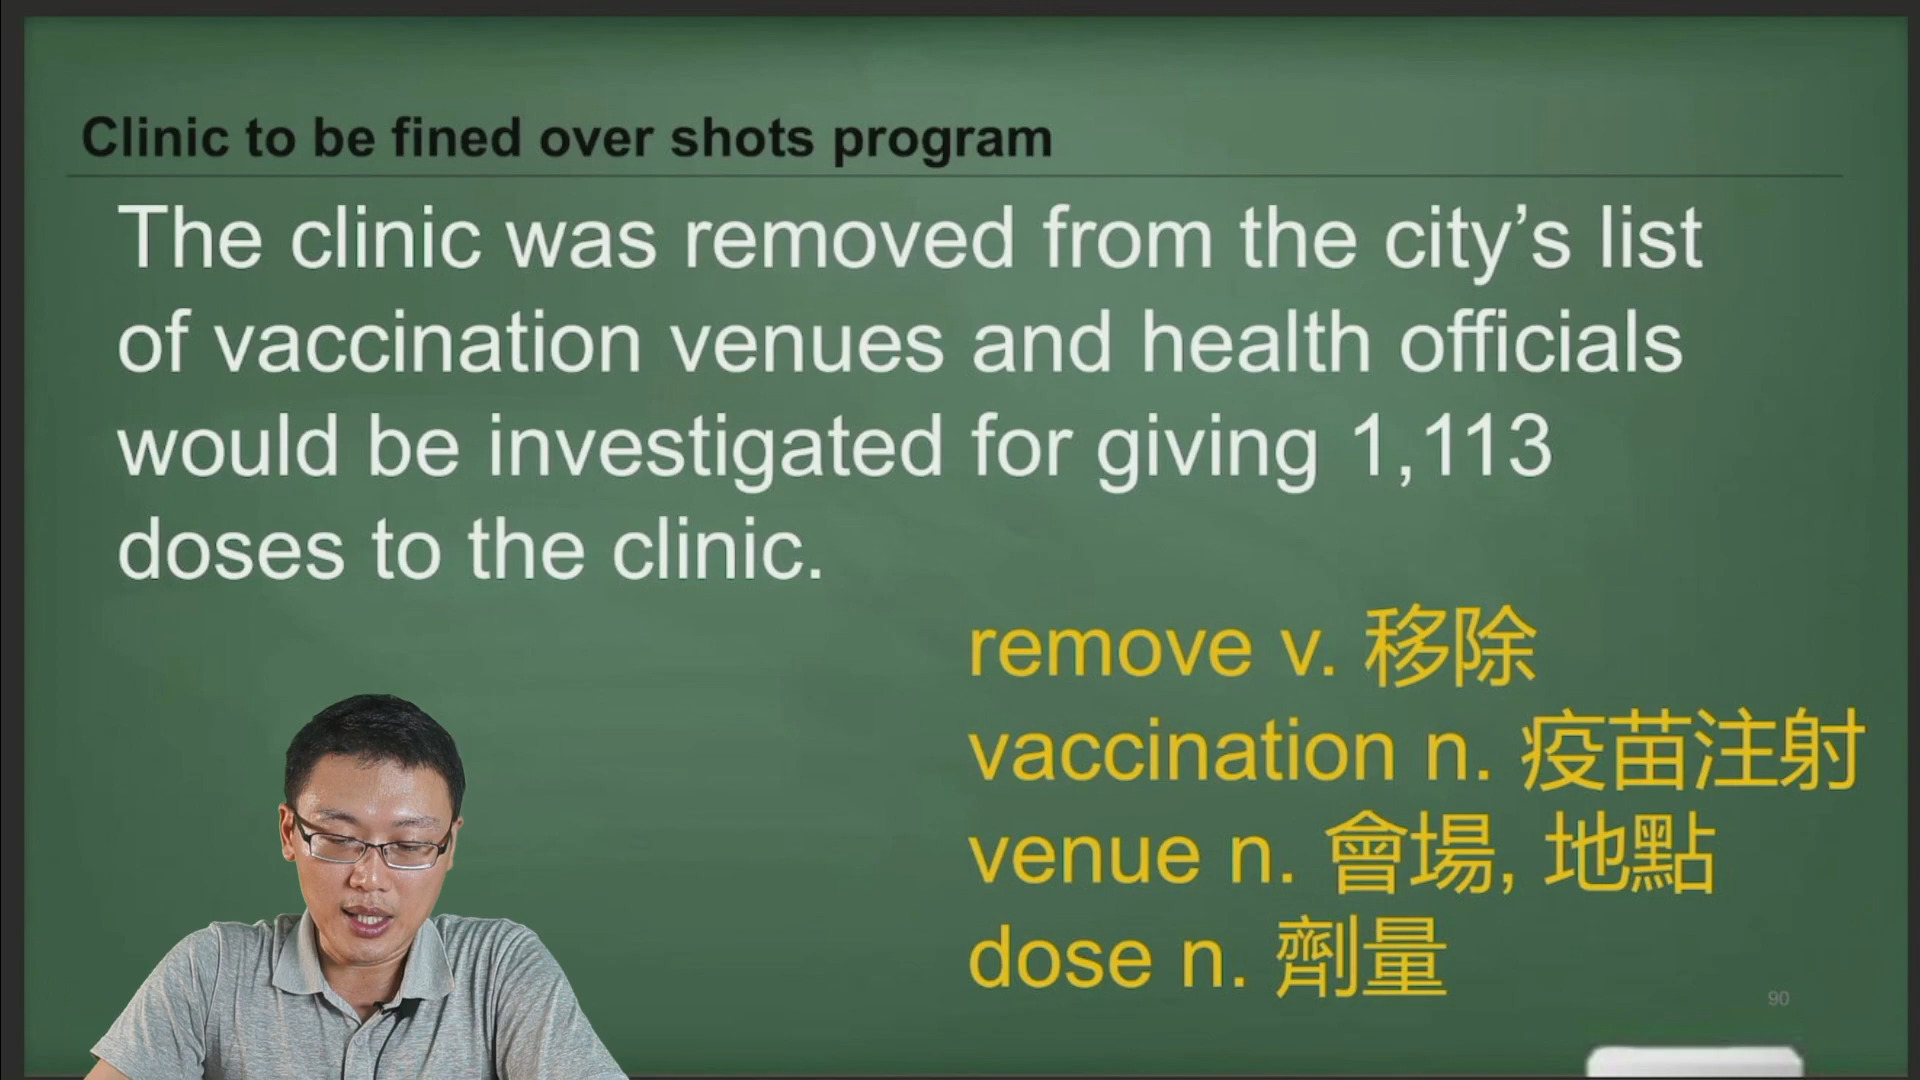 Clinic to be fined over shots program
The clinic was removed from the city’s list
of vaccination venues and health officials
would be investigated for giving 1,113
doses to the clinic.
remove v. 移除
vaccination n. 疫苗注射
venue n. 會場, 地點
dose n. 劑量
90